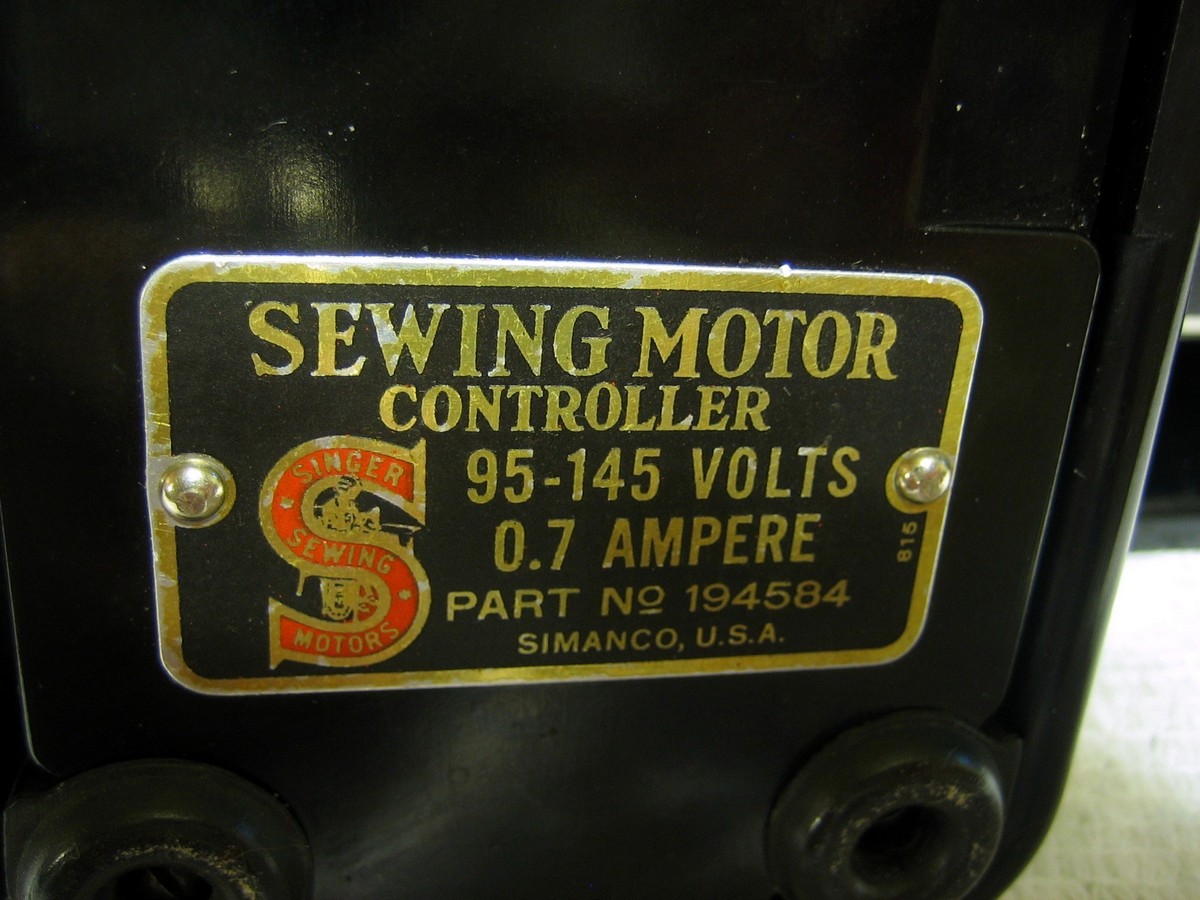 SEWING MOTOR
CONTROLLER
95-145 VOLTS
0.7 AMPERE
PART Nº 194584
SIMANCO, U.S.A.
SINGER
SEWING
MOTORS
815